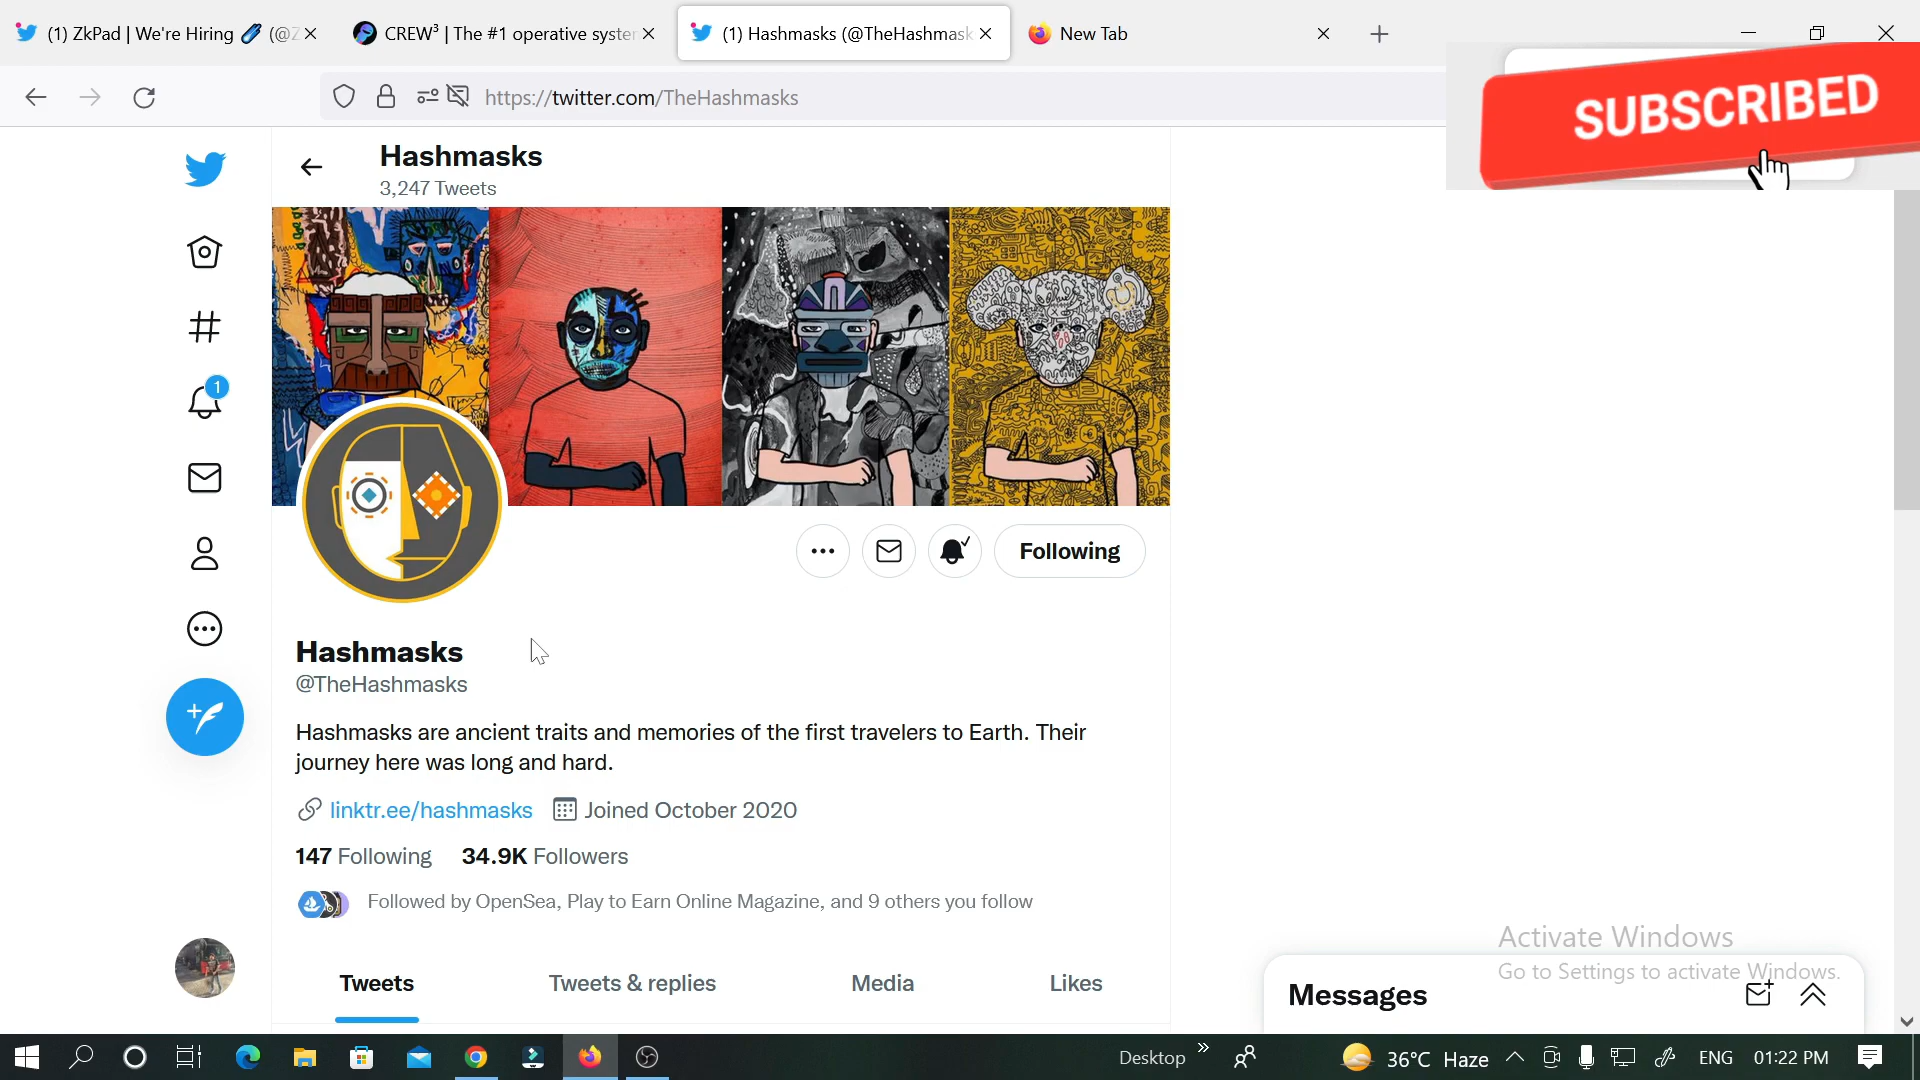 (1) ZkPad | We're Hiring (@Z
CREW³ | The #1 operative syster
(1) Hashmasks (@TheHashmask
New Tab
https://twitter.com/TheHashmasks
SUBSCRIBED
Hashmasks
3,247 Tweets
1
Following
Hashmasks
@TheHashmasks
Hashmasks are ancient traits and memories of the first travelers to Earth. Their
journey here was long and hard.
linktr.ee/hashmasks Joined October 2020
147 Following 34.9K Followers
Followed by OpenSea, Play to Earn Online Magazine, and 9 others you follow
Tweets Tweets & replies Media Likes
Activate Windows
Go to Settings to activate Windows.
Messages
Desktop 36°C Haze ENG 01:22 PM